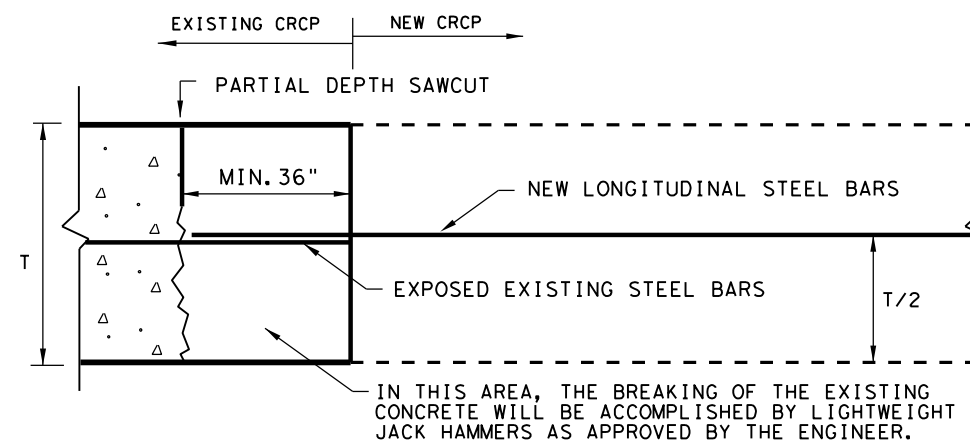 EXISTING CRCP
NEW CRCP
PARTIAL DEPTH SAWCUT
MIN. 36"
NEW LONGITUDINAL STEEL BARS
T
EXPOSED EXISTING STEEL BARS
T/2
IN THIS AREA, THE BREAKING OF THE EXISTING
CONCRETE WILL BE ACCOMPLISHED BY LIGHTWEIGHT
JACK HAMMERS AS APPROVED BY THE ENGINEER.